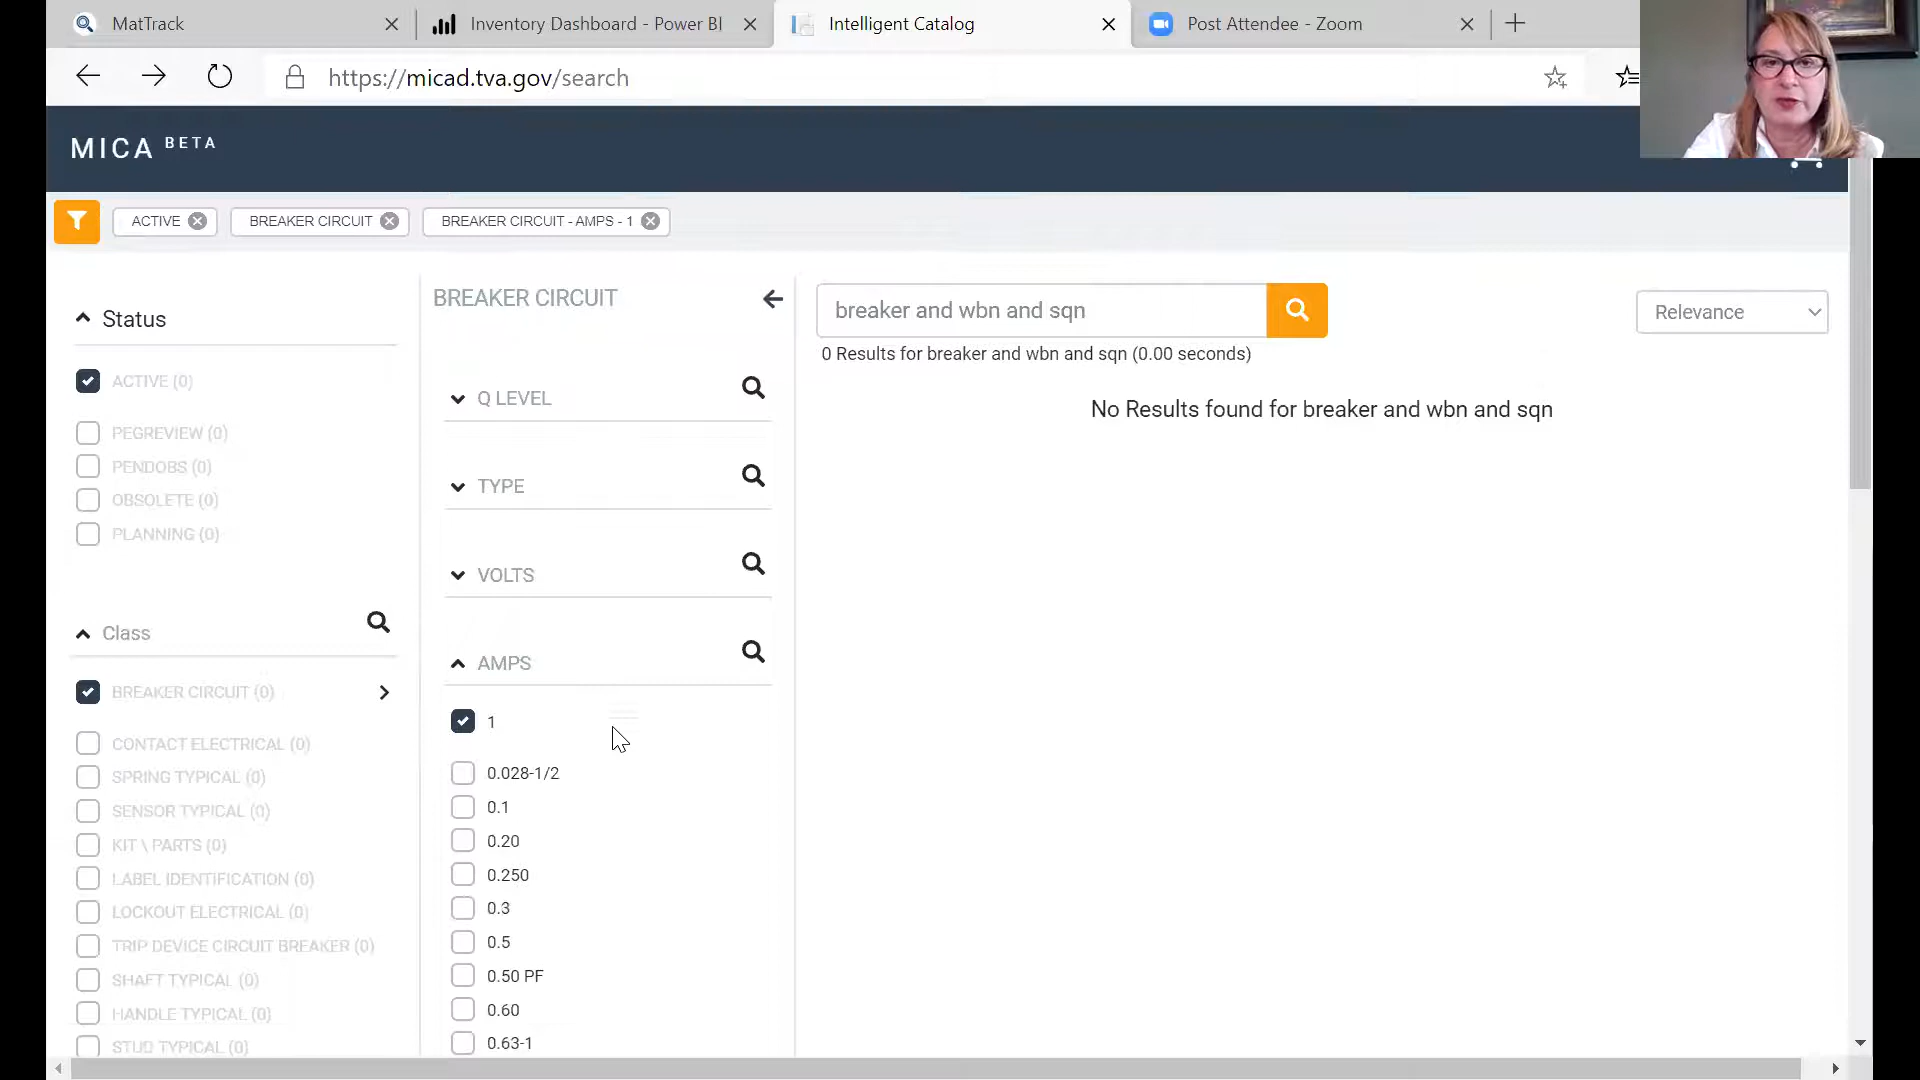 MatTrack
Inventory Dashboard - Power BI
Intelligent Catalog
Post Attendee - Zoom
https://micad.tva.gov/search
MICA BETA
ACTIVE
BREAKER CIRCUIT
BREAKER CIRCUIT - AMPS - 1
Status
ACTIVE (0)
PEGREVIEW (0)
PENDOBS (0)
OBSOLETE (0)
PLANNING (0)
Class
BREAKER CIRCUIT (0)
CONTACT ELECTRICAL (0)
SPRING TYPICAL (0)
SENSOR TYPICAL (0)
KIT \ PARTS (0)
LABEL IDENTIFICATION (0)
LOCKOUT ELECTRICAL (0)
TRIP DEVICE CIRCUIT BREAKER (0)
SHAFT TYPICAL (0)
HANDLE TYPICAL (0)
STUD TYPICAL (0)
BREAKER CIRCUIT
Q LEVEL
TYPE
VOLTS
AMPS
1
0.028-1/2
0.1
0.20
0.250
0.3
0.5
0.50 PF
0.60
0.63-1
breaker and wbn and sqn
Relevance
0 Results for breaker and wbn and sqn (0.00 seconds)
No Results found for breaker and wbn and sqn